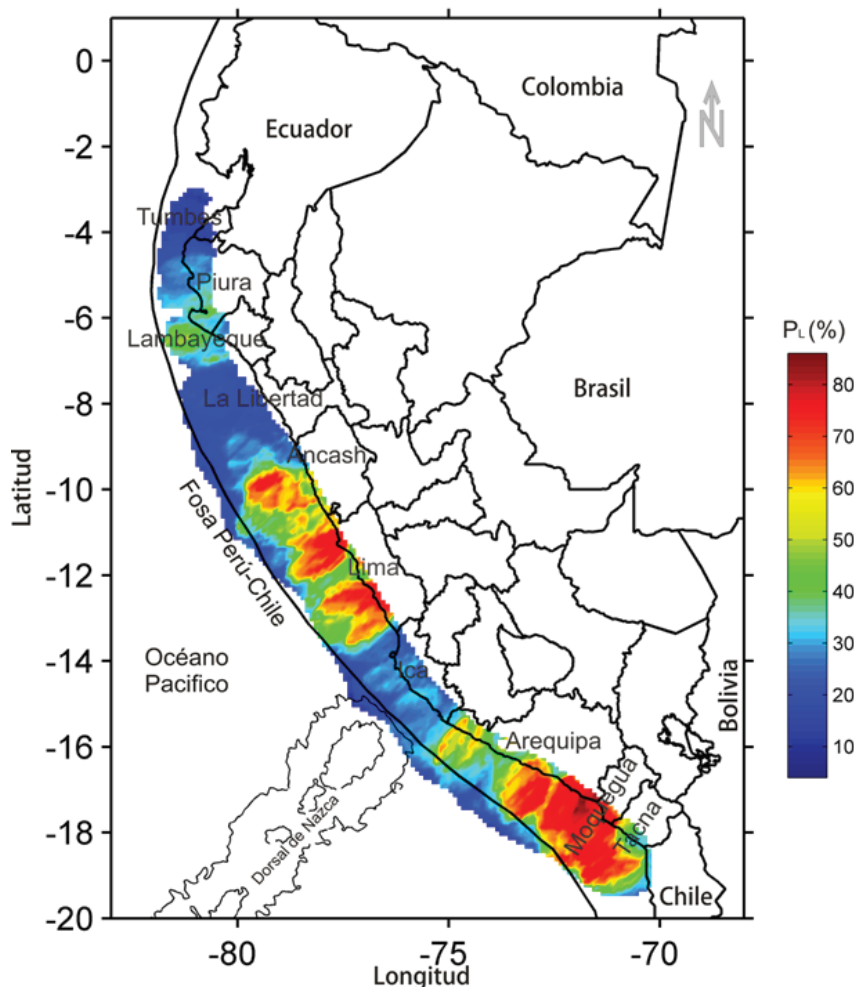 0
-2
-4
-6
-8
-10
-12
-14
-16
-18
-20
-80
-75
-70
Latitud
Longitud
Colombia
Ecuador
N
Tumbes
Piura
Lambayeque
La Libertad
Brasil
Ancash
Fosa Perú-Chile
Lima
Océano
Pacifico
Ica
Bolivia
Arequipa
Moquegua
Tacna
Dorsal de Nazca
Chile
PL(%)
80
70
60
50
40
30
20
10